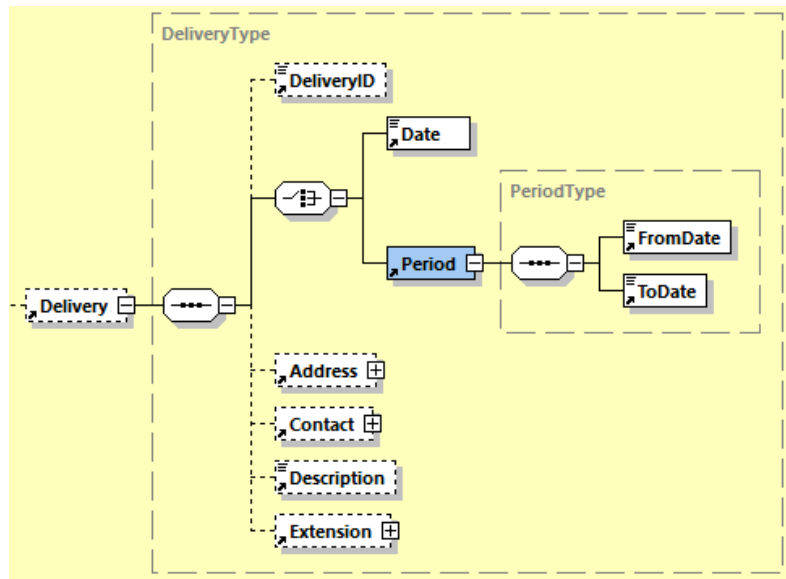 DeliveryType
DeliveryID
Date
PeriodType
FromDate
Period
ToDate
Delivery
Address
Contact
Description
Extension